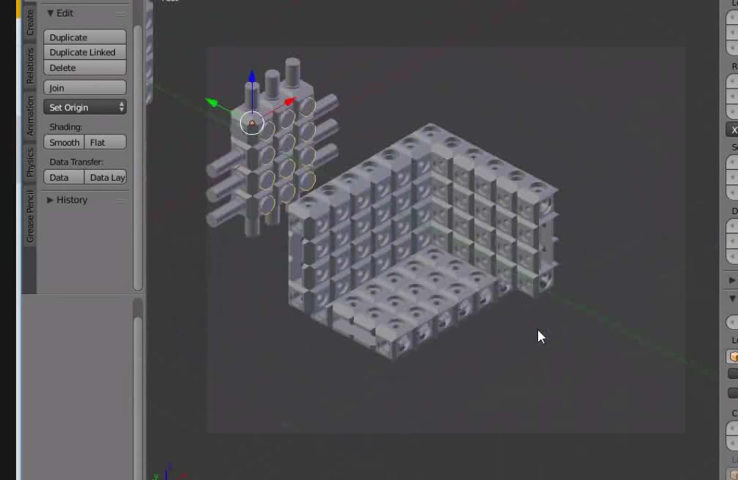 Create
Relations
Animation
Physics
Grease Pencil
Edit
Duplicate
Duplicate Linked
Delete
Join
Set Origin
Shading:
Smooth Flat
Data Transfer:
Data Data Lay
History